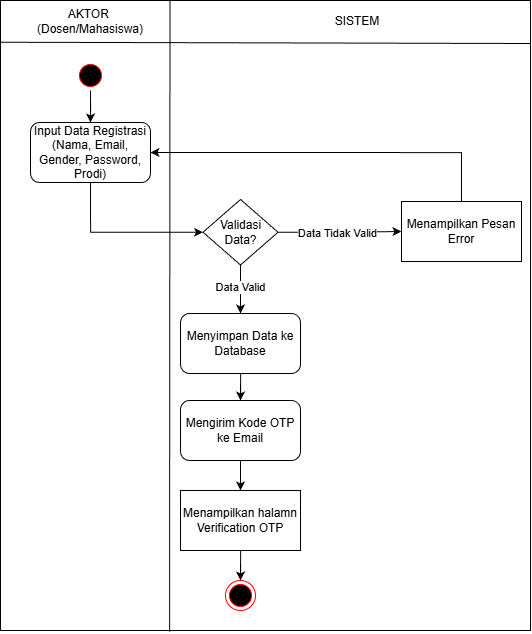 AKTOR
(Dosen/Mahasiswa)
SISTEM
Input Data Registrasi
(Nama, Email,
Gender, Password,
Prodi)
Validasi
Data?
Data Tidak Valid
Menampilkan Pesan
Error
Data Valid
Menyimpan Data ke
Database
Mengirim Kode OTP
ke Email
Menampilkan halamn
Verification OTP